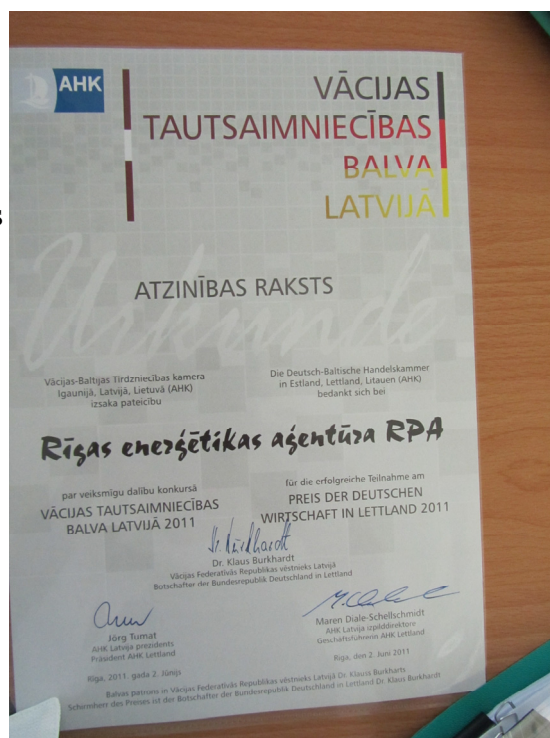 AHK
VĀCIJAS
TAUTSAIMNIECĪBAS
BALVA
LATVIJĀ
Urkunde
ATZINĪBAS RAKSTS
Vācijas-Baltijas Tirdzniecības kamera
Igaunijā, Latvijā, Lietuvā (AHK)
izsaka pateicību
Die Deutsch-Baltische Handelskammer
in Estland, Lettland, Litauen (AHK)
bedankt sich bei
Rīgas enerģētikas aģentūra RPA
par veiksmīgu dalību konkursā
VĀCIJAS TAUTSAIMNIECĪBAS
BALVA LATVIJĀ 2011
für die erfolgreiche Teilnahme am
PREIS DER DEUTSCHEN
WIRTSCHAFT IN LETTLAND 2011
Dr. Klaus Burkhardt
Vācijas Federatīvās Republikas vēstnieks Latvijā
Botschafter der Bundesrepublik Deutschland in Lettland
Jörg Tumat
AHK Latvija prezidents
Präsident AHK Lettland
Rīgā, 2011. gada 2. Jūnijs
Maren Diale-Schellschmidt
AHK Latvija izpilddirektore
Geschäftsführerin AHK Lettland
Riga, den 2. Juni 2011
Balvas patrons ir Vācijas Federatīvās Republikas vēstnieks Latvijā Dr. Klauss Burkharts
Schirmherr des Preises ist der Botschafter der Bundesrepublik Deutschland in Lettland Dr. Klaus Burkhardt